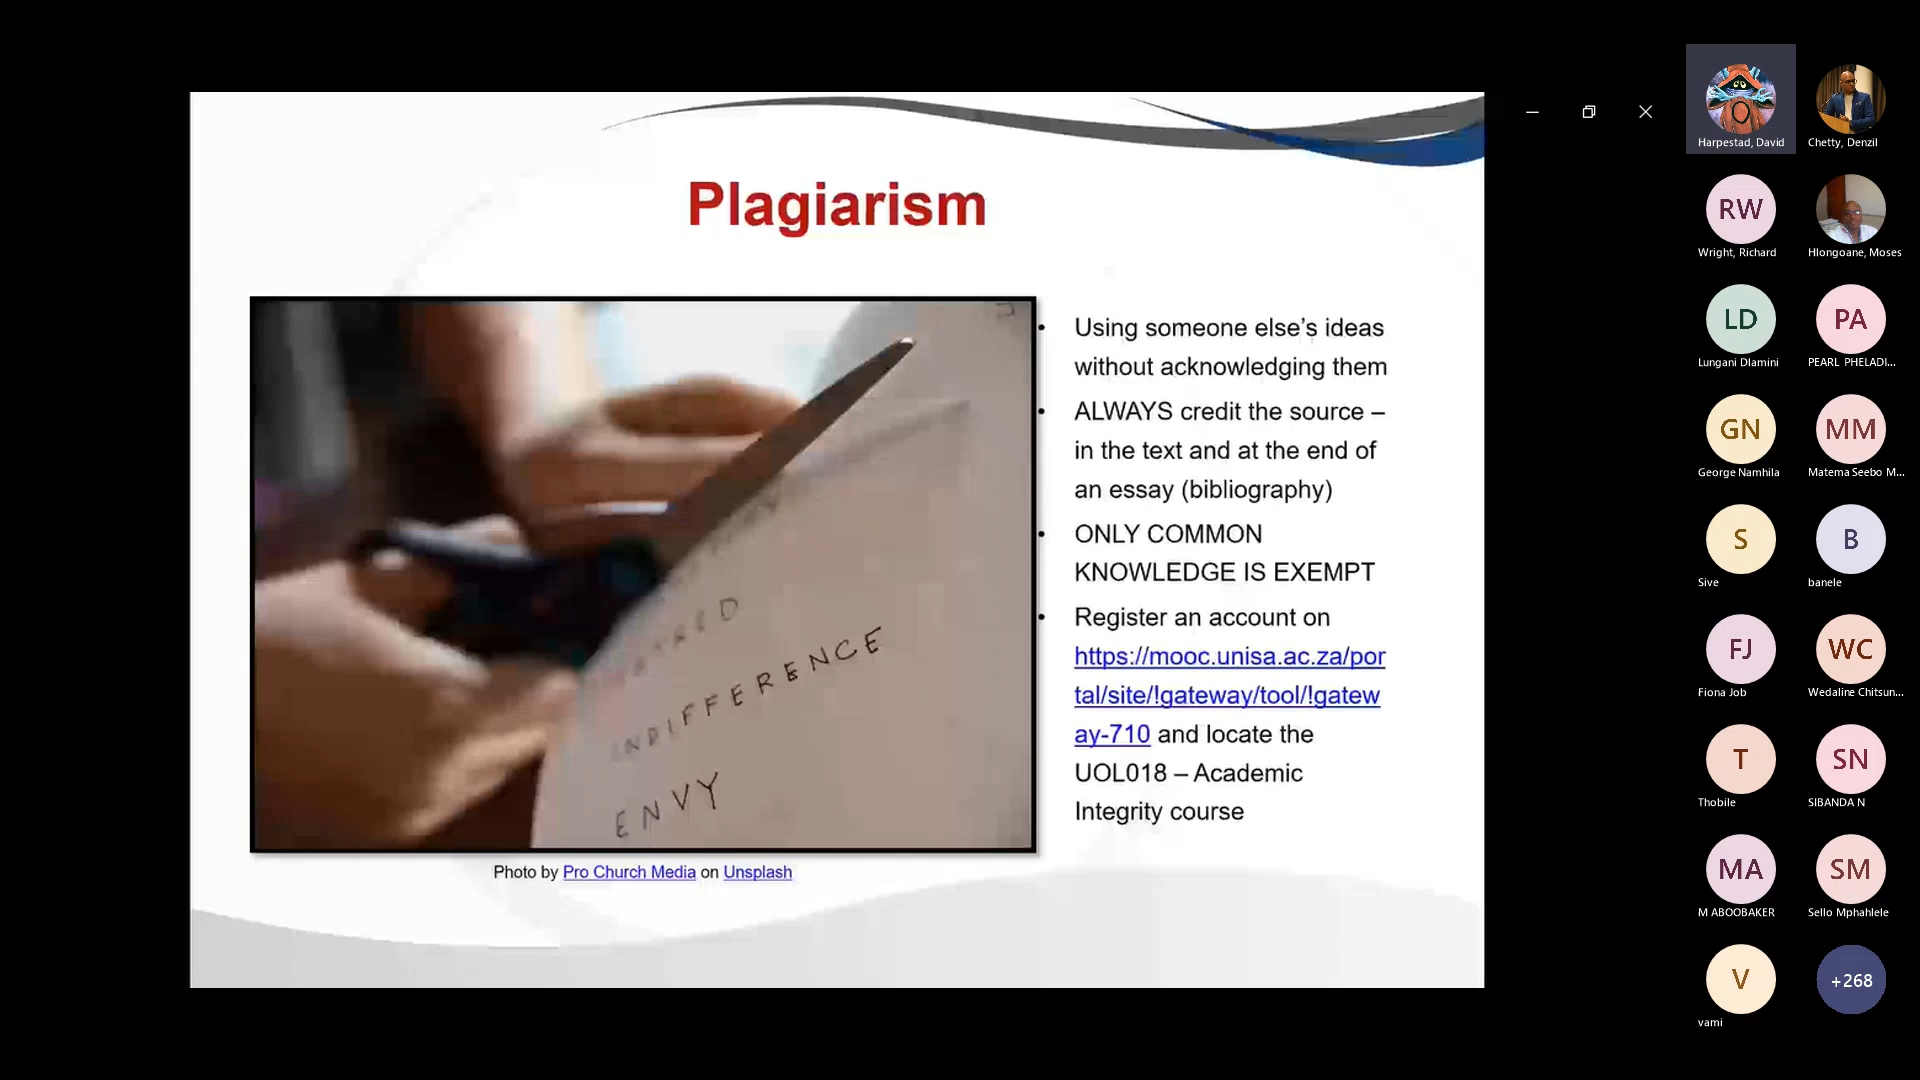 Plagiarism
Using someone else’s ideas
without acknowledging them
ALWAYS credit the source –
in the text and at the end of
an essay (bibliography)
ONLY COMMON
KNOWLEDGE IS EXEMPT
Register an account on
https://mooc.unisa.ac.za/por
tal/site/!gateway/tool/!gatew
ay-710 and locate the
UOL018 – Academic
Integrity course
INDIFFERENCE
ENVY
Photo by Pro Church Media on Unsplash
Harpestad, David
Chetty, Denzil
RW
Wright, Richard
Hlongoane, Moses
LD
Lungani Dlamini
PA
PEARL PHELADI...
GN
George Namhila
MM
Matema Seebo M...
S
Sive
B
banele
FJ
Fiona Job
WC
Wedaline Chitsun...
T
Thobile
SN
SIBANDA N
MA
M ABOOBAKER
SM
Sello Mphahlele
V
vami
+268